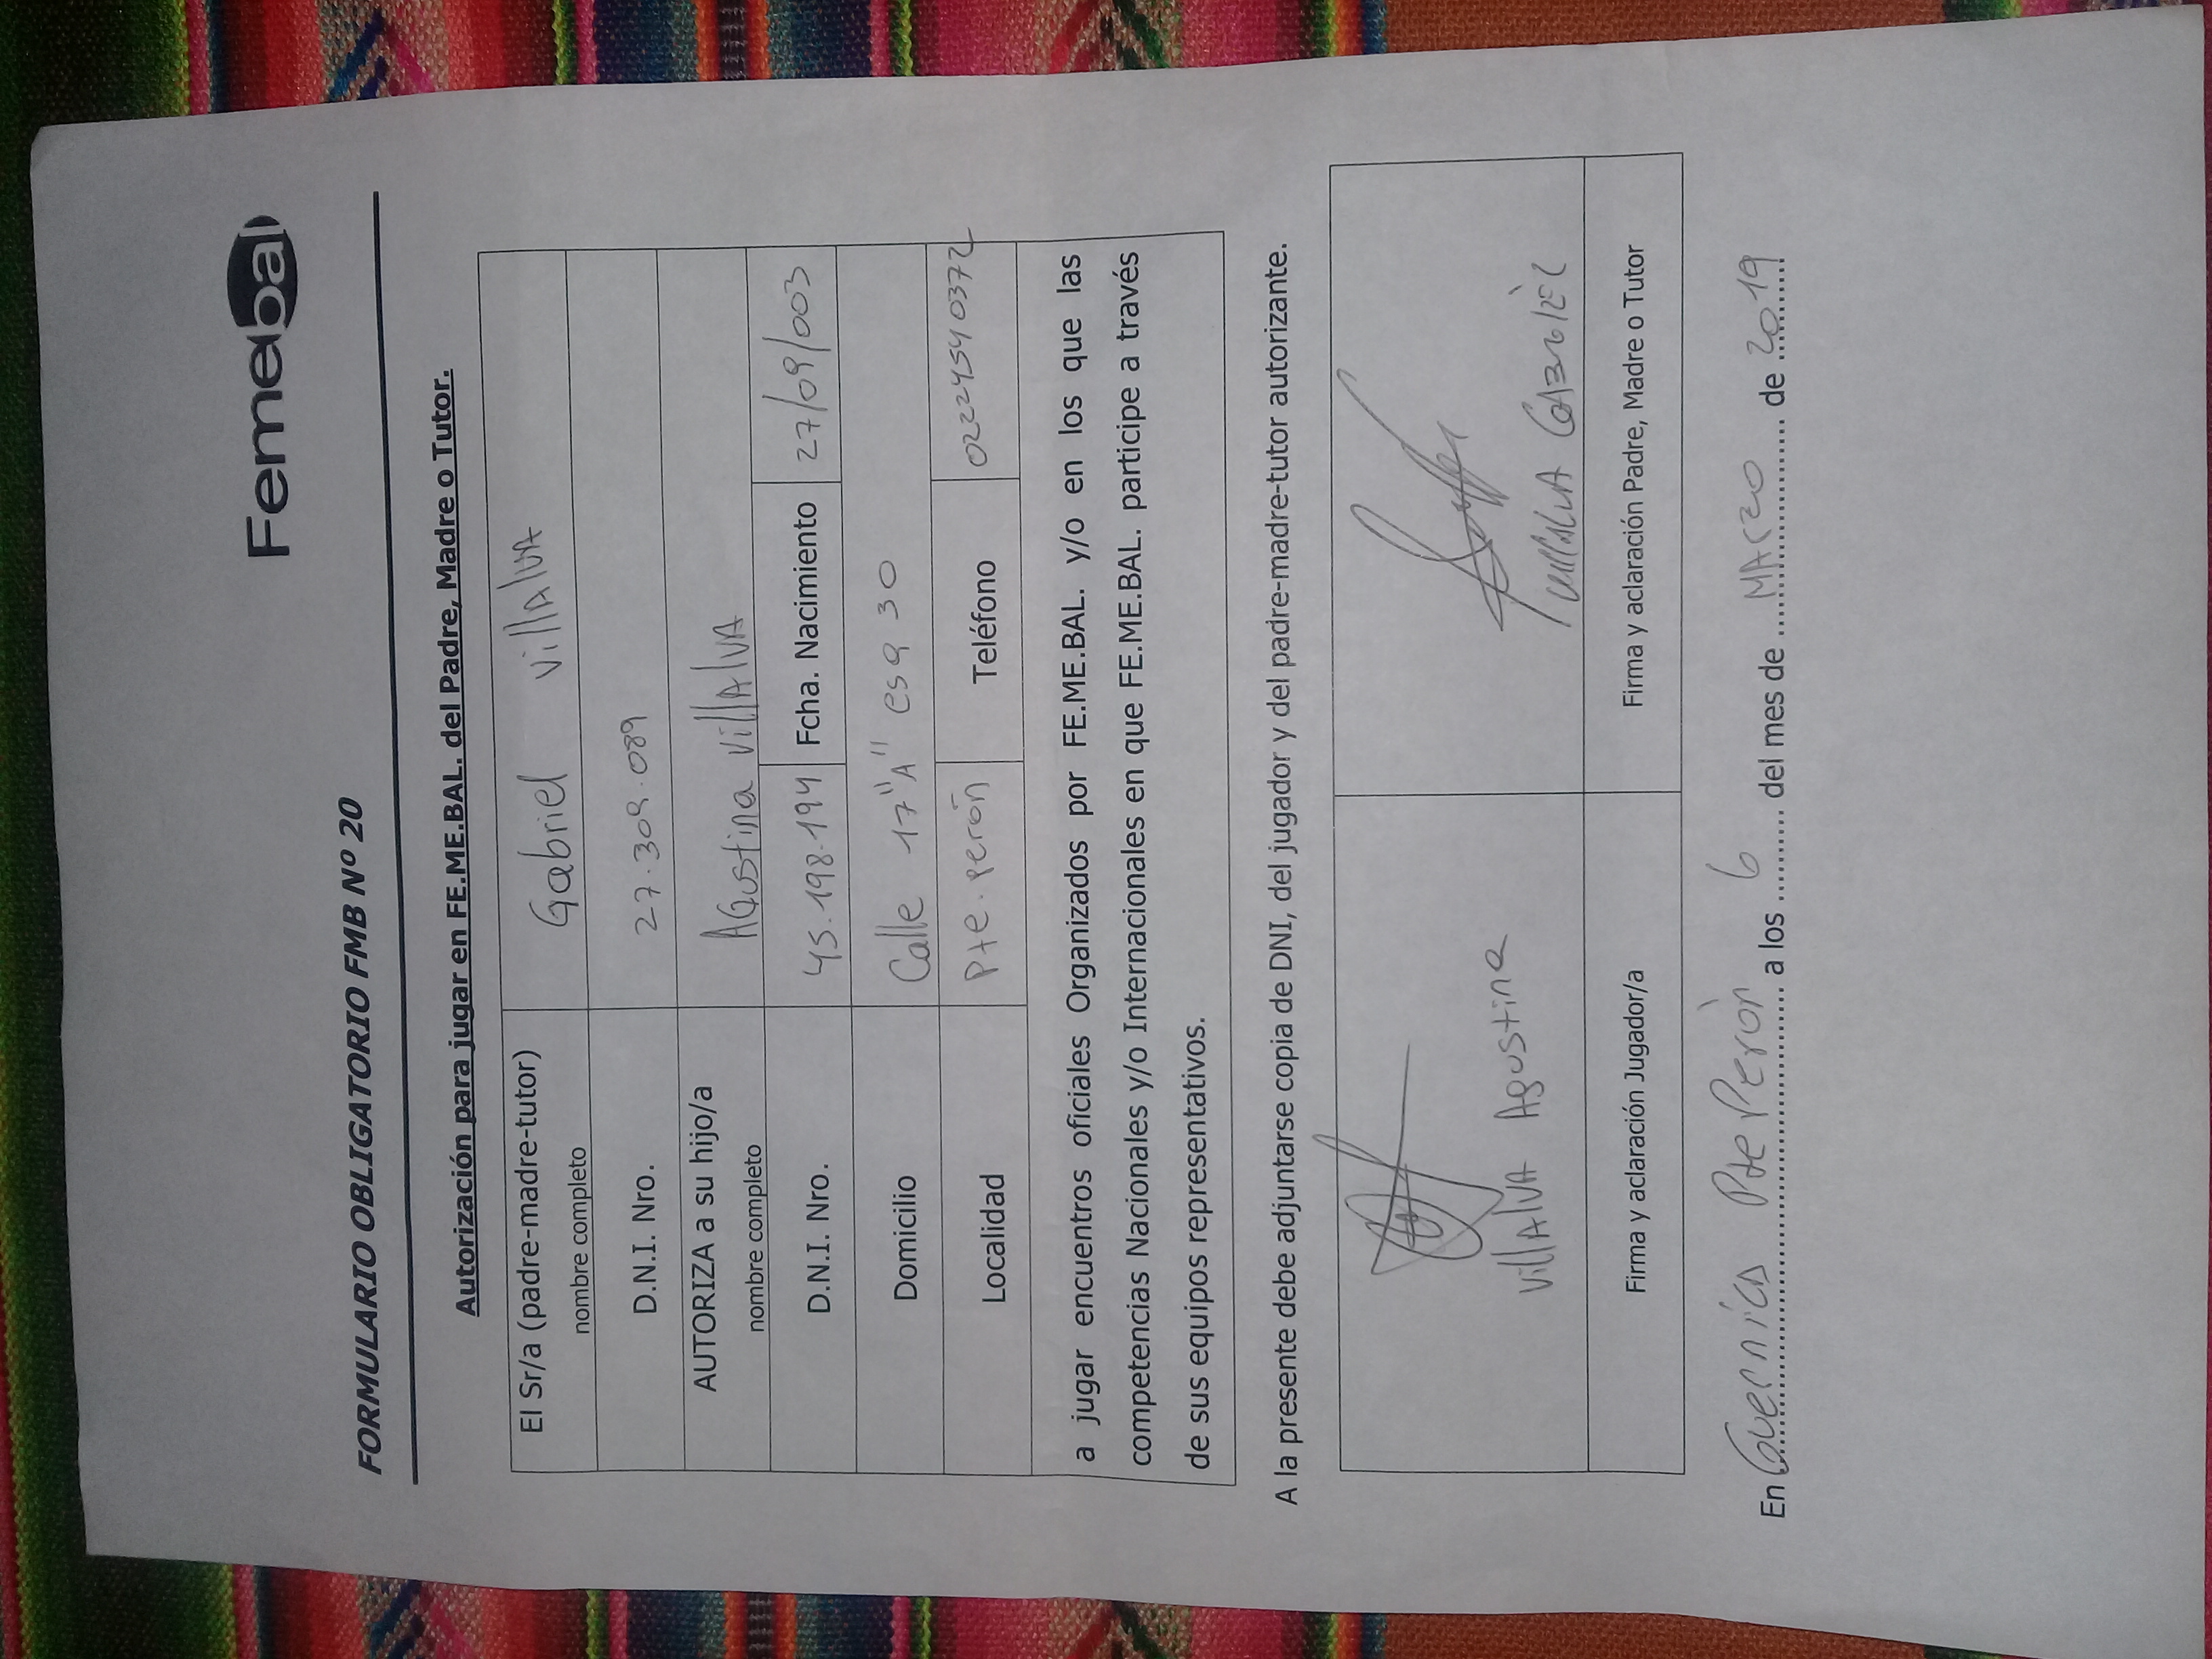 Femebal
FORMULARIO OBLIGATORIO FMB Nº 20
Autorización para jugar en FE.ME.BAL. del Padre, Madre o Tutor.
El Sr/a (padre-madre-tutor) nombre completo Gabriel VillAlVA
D.N.I. Nro. 27.309.089
AUTORIZA a su hijo/a nombre completo AGustina VillAlVA
D.N.I. Nro. 45.198.194 Fcha. Nacimiento 27/09/003
Domicilio Calle 17"A" esq 30
Localidad Pte. Perón Teléfono 02224540372
a jugar encuentros oficiales Organizados por FE.ME.BAL. y/o en los que las
competencias Nacionales y/o Internacionales en que FE.ME.BAL. participe a través
de sus equipos representativos.
A la presente debe adjuntarse copia de DNI, del jugador y del padre-madre-tutor autorizante.
VillAlVA Agustina
Firma y aclaración Jugador/a Firma y aclaración Padre, Madre o Tutor
En Guernica Pte Peròn a los 6 del mes de MArzo de 2019